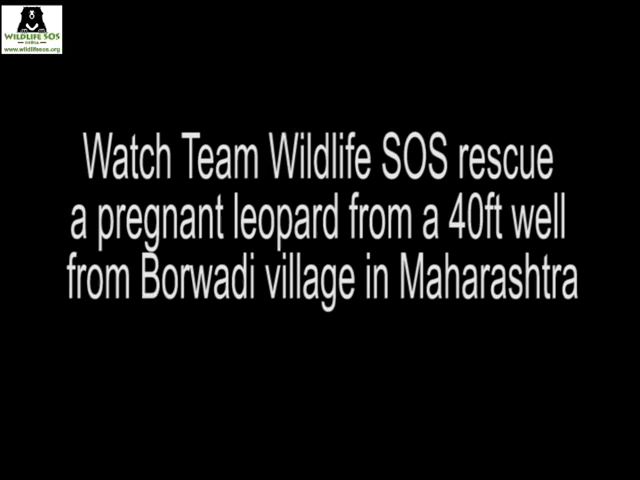 WILDLIFE SOS
www.wildlifesos.org
Watch Team Wildlife SOS rescue
a pregnant leopard from a 40ft well
from Borwadi village in Maharashtra